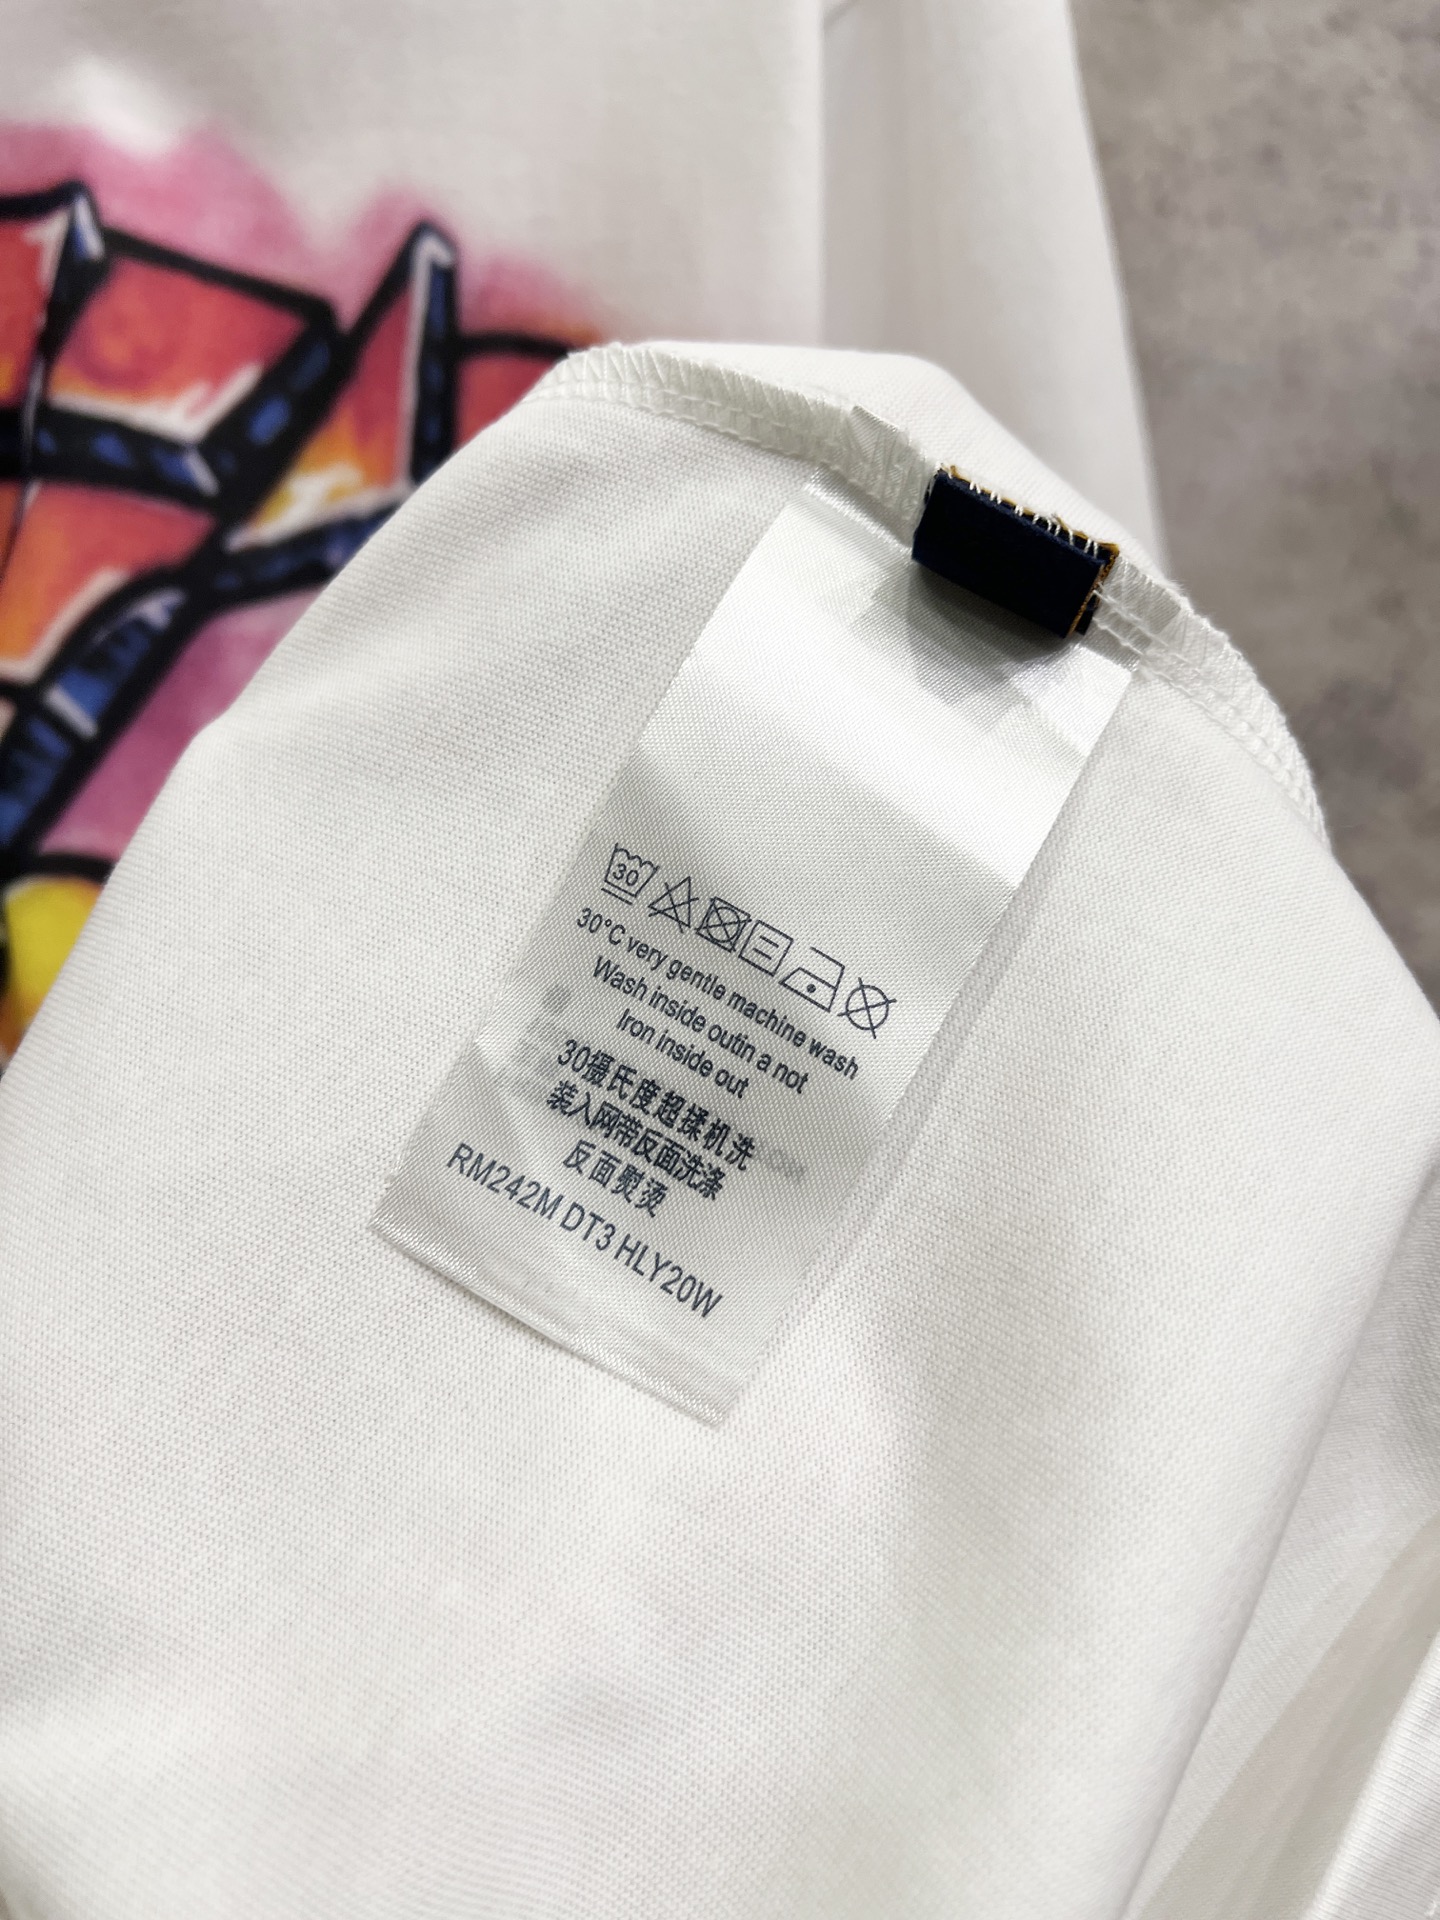 30
30°C very gentle machine wash
Wash inside outin a not
Iron inside out
30摄氏度超揉机洗
装入网带反面洗涤
反面熨烫
RM242M DT3 HLY20W